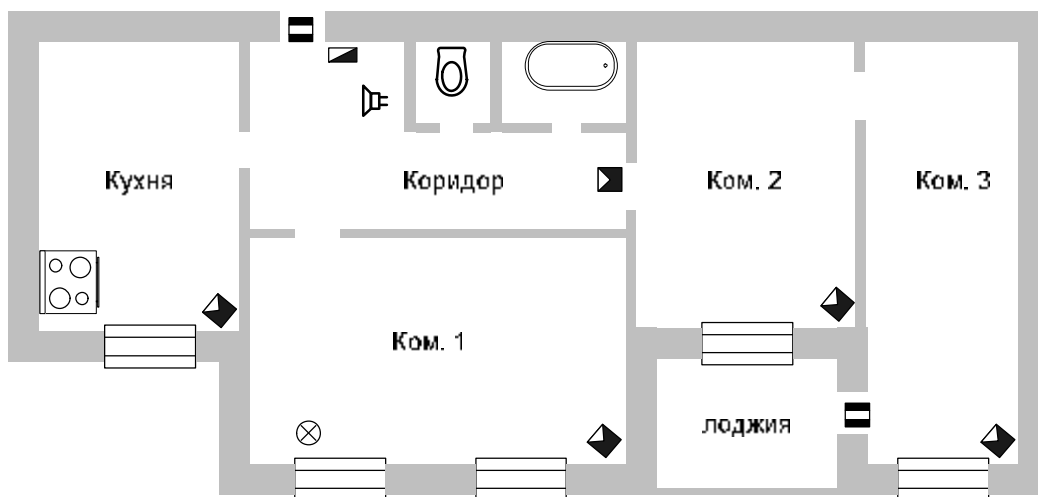 Кухня
Коридор
Ком. 2
Ком. 3
Ком. 1
лоджия